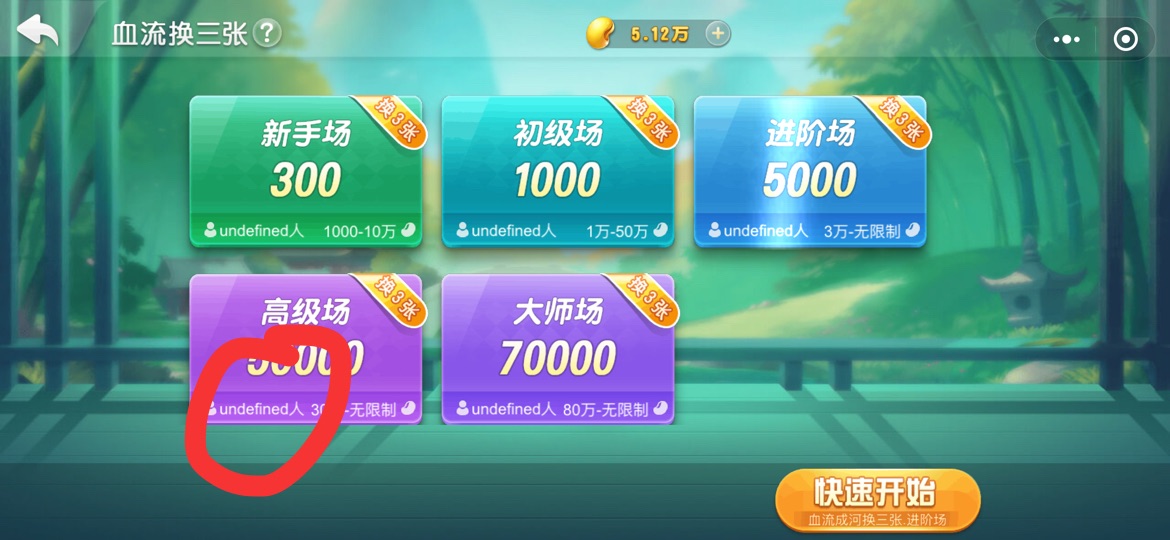 血流换三张
5.12万
换3张
新手场
300
undefined人 1000-10万
换3张
初级场
1000
undefined人 1万-50万
换3张
进阶场
5000
undefined人 3万-无限制
换3张
高级场
undefined人 无限制
换3张
大师场
70000
undefined人 80万-无限制
快速开始
血流成河换三张.进阶场